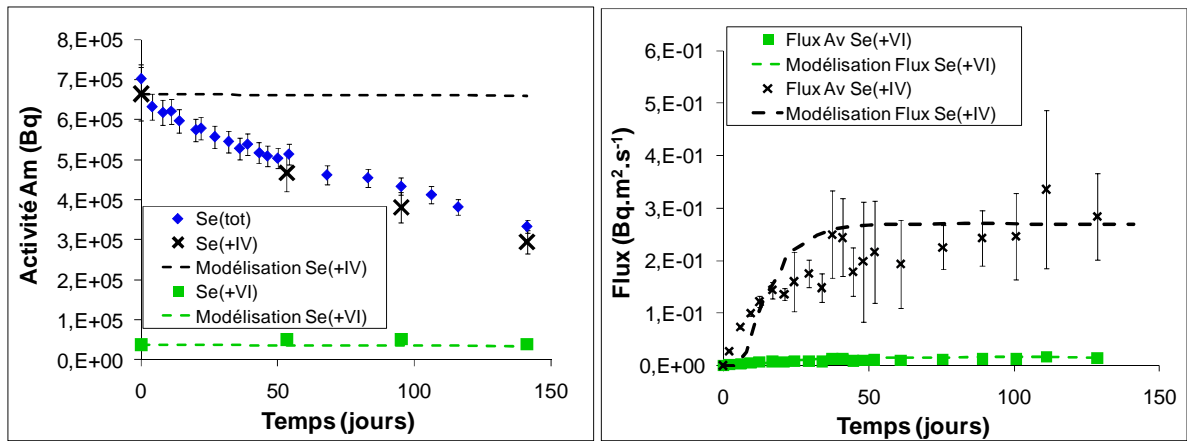 8,E+05
7,E+05
6,E+05
5,E+05
4,E+05
3,E+05
2,E+05
1,E+05
0,E+00
Activité Am (Bq)
Se(tot)
Se(+IV)
Modélisation Se(+IV)
Se(+VI)
Modélisation Se(+VI)
0
50
100
150
Temps (jours)
6,E-01
5,E-01
4,E-01
3,E-01
2,E-01
1,E-01
0,E+00
Flux (Bq.m².s⁻¹)
Flux Av Se(+VI)
Modélisation Flux Se(+VI)
Flux Av Se(+IV)
Modélisation Flux Se(+IV)
0
50
100
150
Temps (jours)